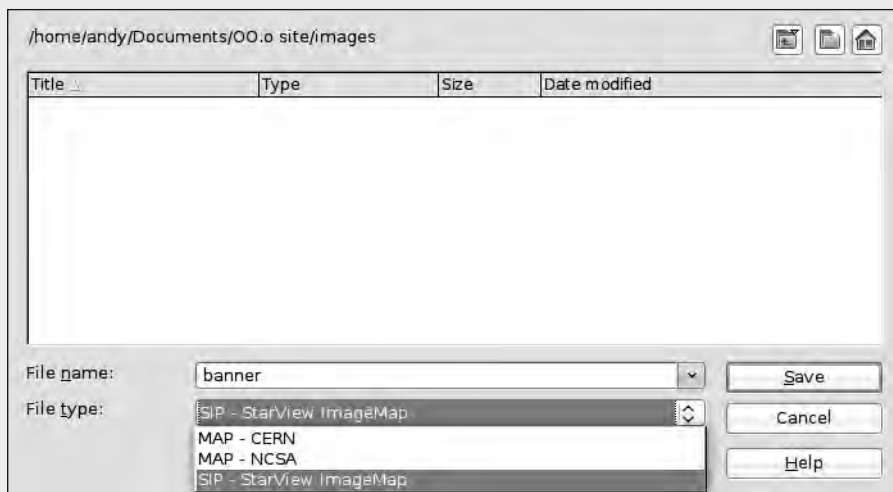 /home/andy/Documents/OO.o site/images
Title Type Size Date modified
File name: banner Save
File type: SIP - StarView ImageMap Cancel
MAP - CERN
MAP - NCSA
SIP - StarView ImageMap
Help